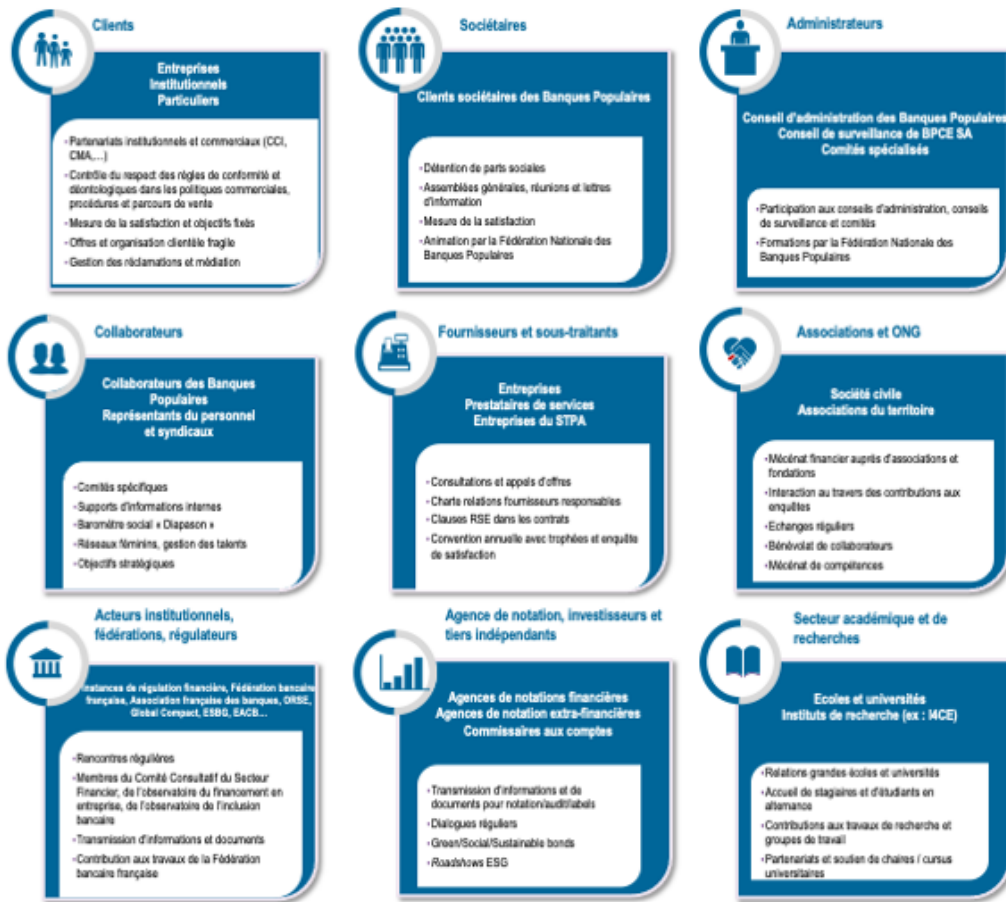 Clients
Entreprises
Institutionnels
Particuliers
•Partenariats institutionnels et commerciaux (CCI,
CMA,…)
•Contrôle du respect des règles de conformité et
déontologiques dans les politiques commerciales,
procédures et parcours de vente
•Mesure de la satisfaction et objectifs fixés
•Offres et organisation clientèle fragile
•Gestion des réclamations et médiation
Sociétaires
Clients sociétaires des Banques Populaires
•Détention de parts sociales
•Assemblées générales, réunions et lettres
d'information
•Mesure de la satisfaction
•Animation par la Fédération Nationale des
Banques Populaires
Administrateurs
Conseil d'administration des Banques Populaires
Conseil de surveillance de BPCE SA
Comités spécialisés
•Participation aux conseils d'administration, conseils
de surveillance et comités
•Formations par la Fédération Nationale des
Banques Populaires
Collaborateurs
Collaborateurs des Banques
Populaires
Représentants du personnel
et syndicaux
•Comités spécifiques
•Supports d'informations internes
•Baromètre social « Diapason »
•Réseaux féminins, gestion des talents
•Objectifs stratégiques
Fournisseurs et sous-traitants
Entreprises
Prestataires de services
Entreprises du STPA
•Consultations et appels d'offres
•Charte relations fournisseurs responsables
•Clauses RSE dans les contrats
•Convention annuelle avec trophées et enquête
de satisfaction
Associations et ONG
Société civile
Associations du territoire
•Mécénat financier auprès d'associations et
fondations
•Interaction au travers des contributions aux
enquêtes
•Echanges réguliers
•Bénévolat de collaborateurs
•Mécénat de compétences
Acteurs institutionnels,
fédérations, régulateurs
Instances de régulation financière, Fédération bancaire
française, Association française des banques, ORSE,
Global Compact, ESBG, EACB…
•Rencontres régulières
•Membres du Comité Consultatif du Secteur
Financier, de l'observatoire du financement en
entreprise, de l'observatoire de l'inclusion
bancaire
•Transmission d'informations et documents
•Contribution aux travaux de la Fédération
bancaire française
Agence de notation, investisseurs et
tiers indépendants
Agences de notations financières
Agences de notation extra-financières
Commissaires aux comptes
•Transmission d'informations et de
documents pour notation/audit/labels
•Dialogues réguliers
•Green/Social/Sustainable bonds
•Roadshows ESG
Secteur académique et de
recherches
Ecoles et universités
Instituts de recherche (ex : I4CE)
•Relations grandes écoles et universités
•Accueil de stagiaires et d'étudiants en
alternance
•Contributions aux travaux de recherche et
groupes de travail
•Partenariats et soutien de chaires / cursus
universitaires